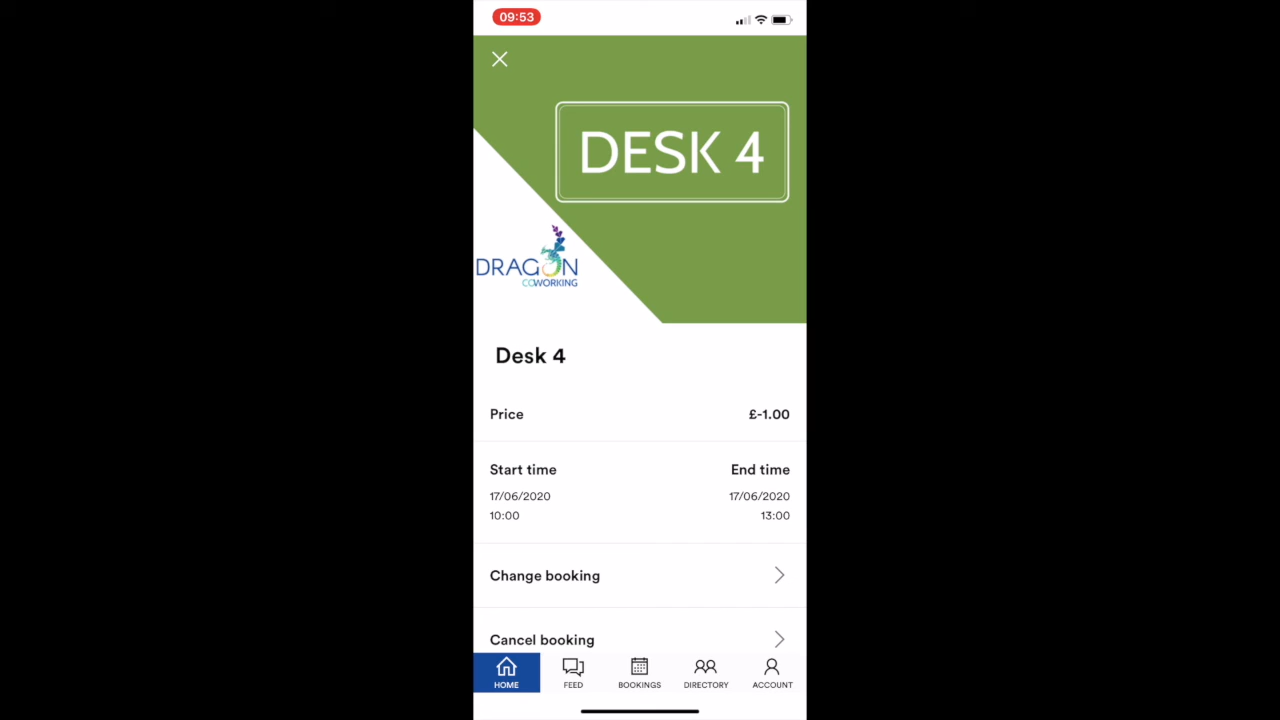 09:53
DESK 4
DRAGON
COWORKING
Desk 4
Price £-1.00
Start time End time
17/06/2020 17/06/2020
10:00 13:00
Change booking
Cancel booking
HOME FEED BOOKINGS DIRECTORY ACCOUNT